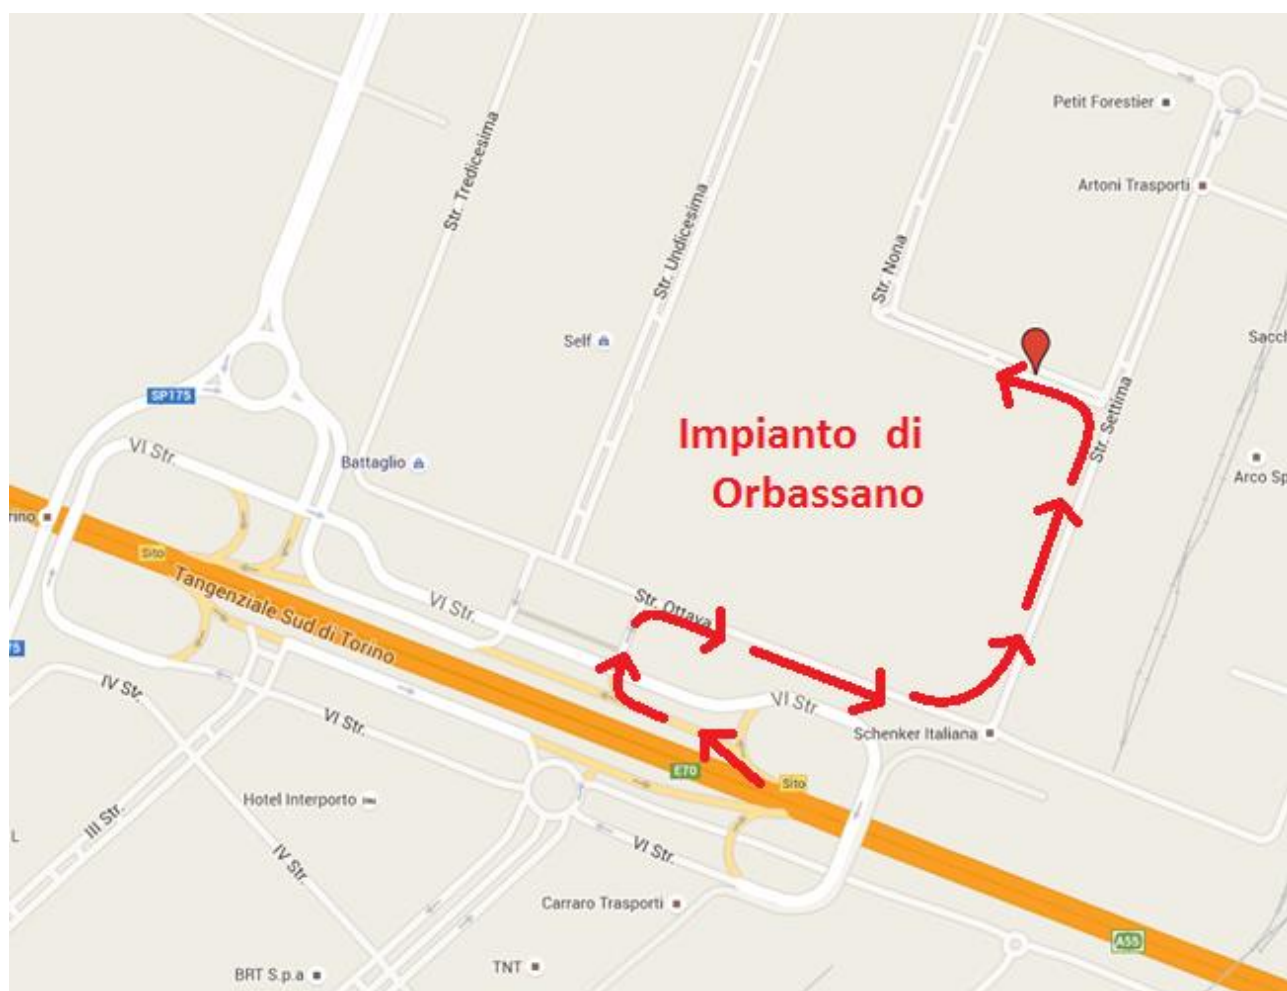 Petit Forestier
Artoni Trasporti
Str. Tredicesima
Str. Undicesima
Str. Nona
Self
Sacch
SP175
VI Str.
Battaglio
Impianto di
Orbassano
Str. Settima
Arco Sp
rino
Sito
Tangenziale Sud di Torino
VI Str.
Str. Ottava
75
IV Str.
VI Str.
VI Str.
Schenker Italiana
E70
Sito
Hotel Interporto
III Str.
L
IV Str.
VI Str.
Carraro Trasporti
A55
BRT S.p.a
TNT